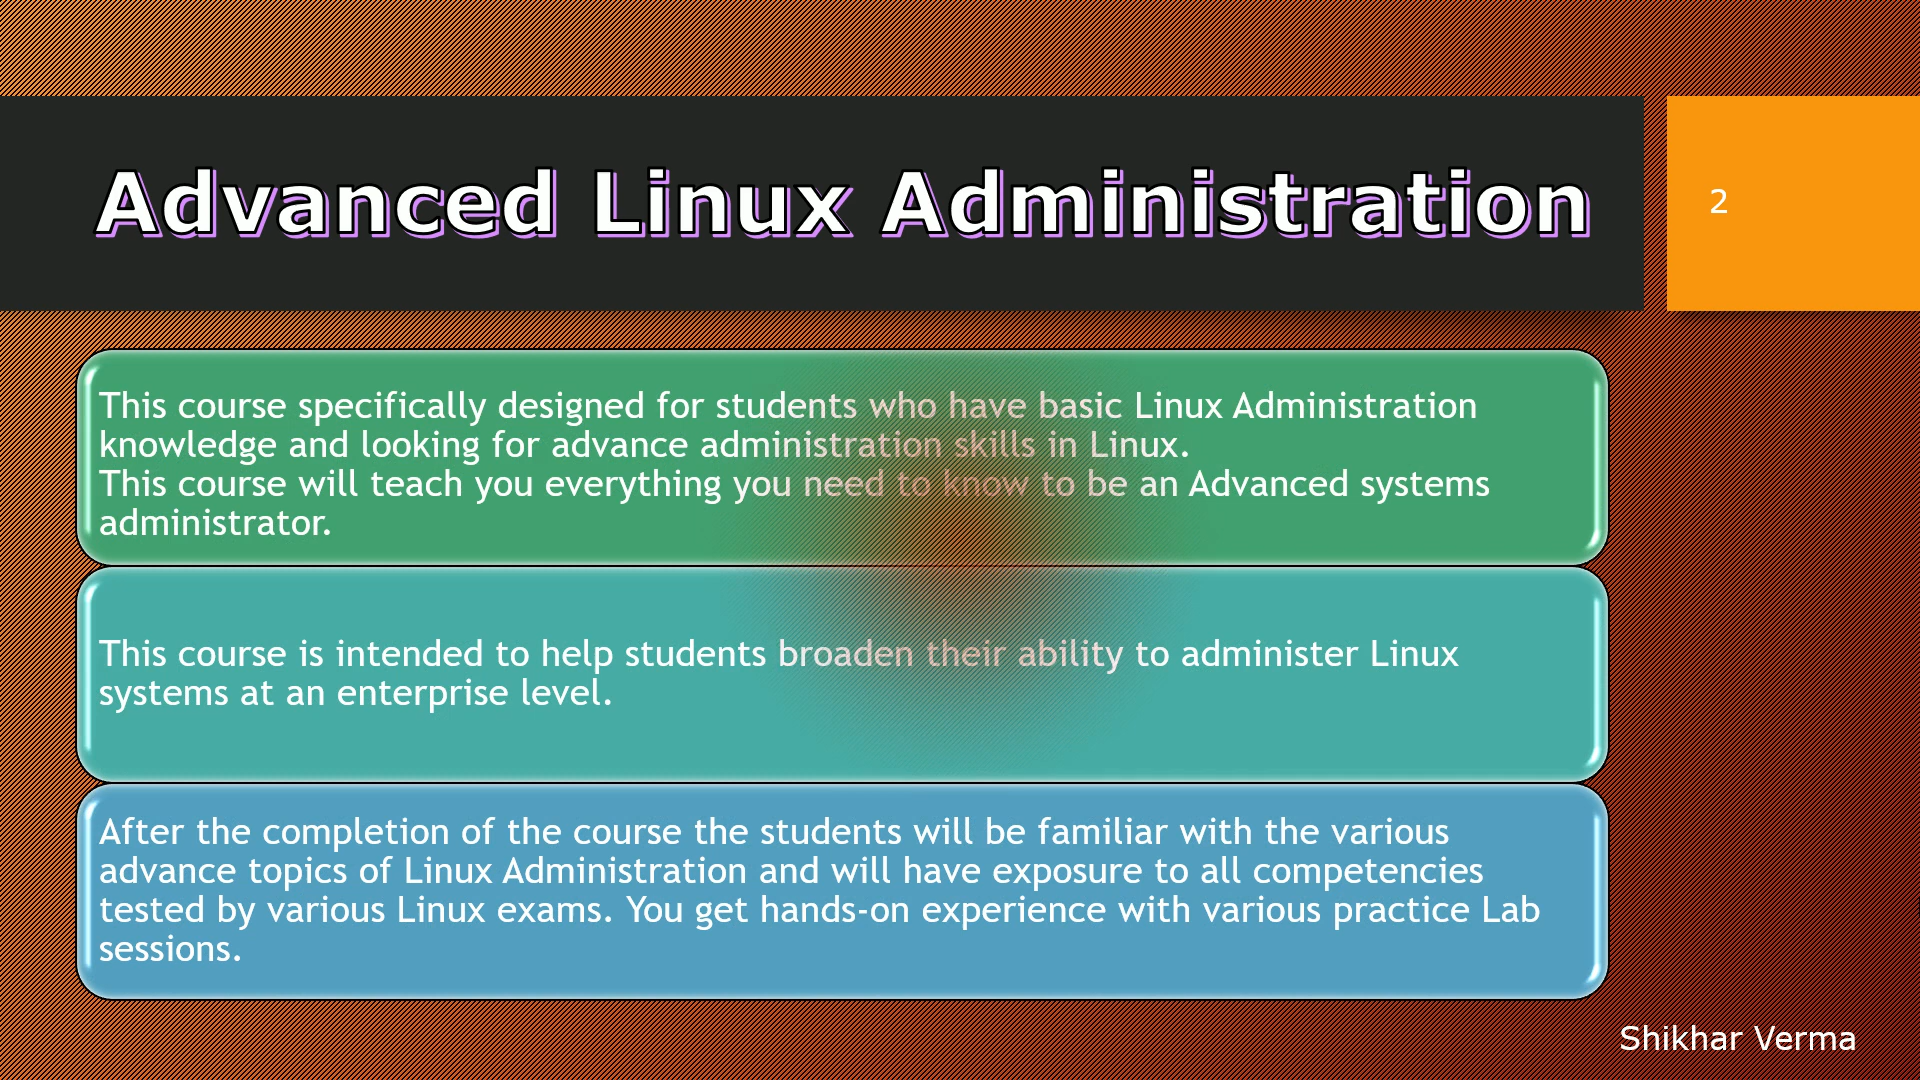 Advanced Linux Administration
2
This course specifically designed for students who have basic Linux Administration
knowledge and looking for advance administration skills in Linux.
This course will teach you everything you need to know to be an Advanced systems
administrator.
This course is intended to help students broaden their ability to administer Linux
systems at an enterprise level.
After the completion of the course the students will be familiar with the various
advance topics of Linux Administration and will have exposure to all competencies
tested by various Linux exams. You get hands-on experience with various practice Lab
sessions.
Shikhar Verma